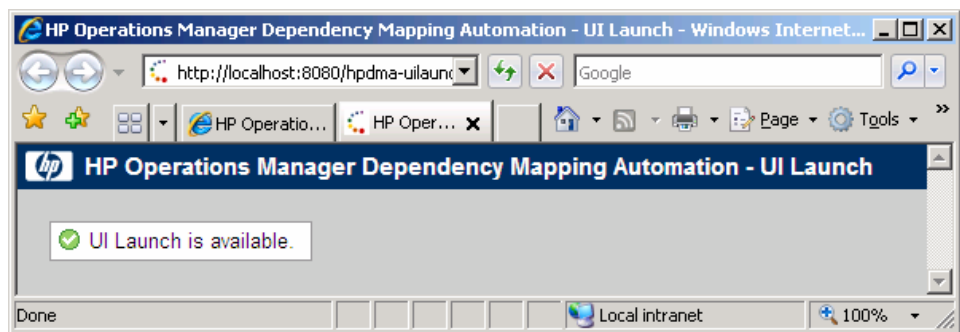 HP Operations Manager Dependency Mapping Automation - UI Launch - Windows Internet...
http://localhost:8080/hpdma-uilaunc
Google
HP Operatio...
HP Oper...
Page
Tools
»
hp
HP Operations Manager Dependency Mapping Automation - UI Launch
UI Launch is available.
Done
Local intranet
100%